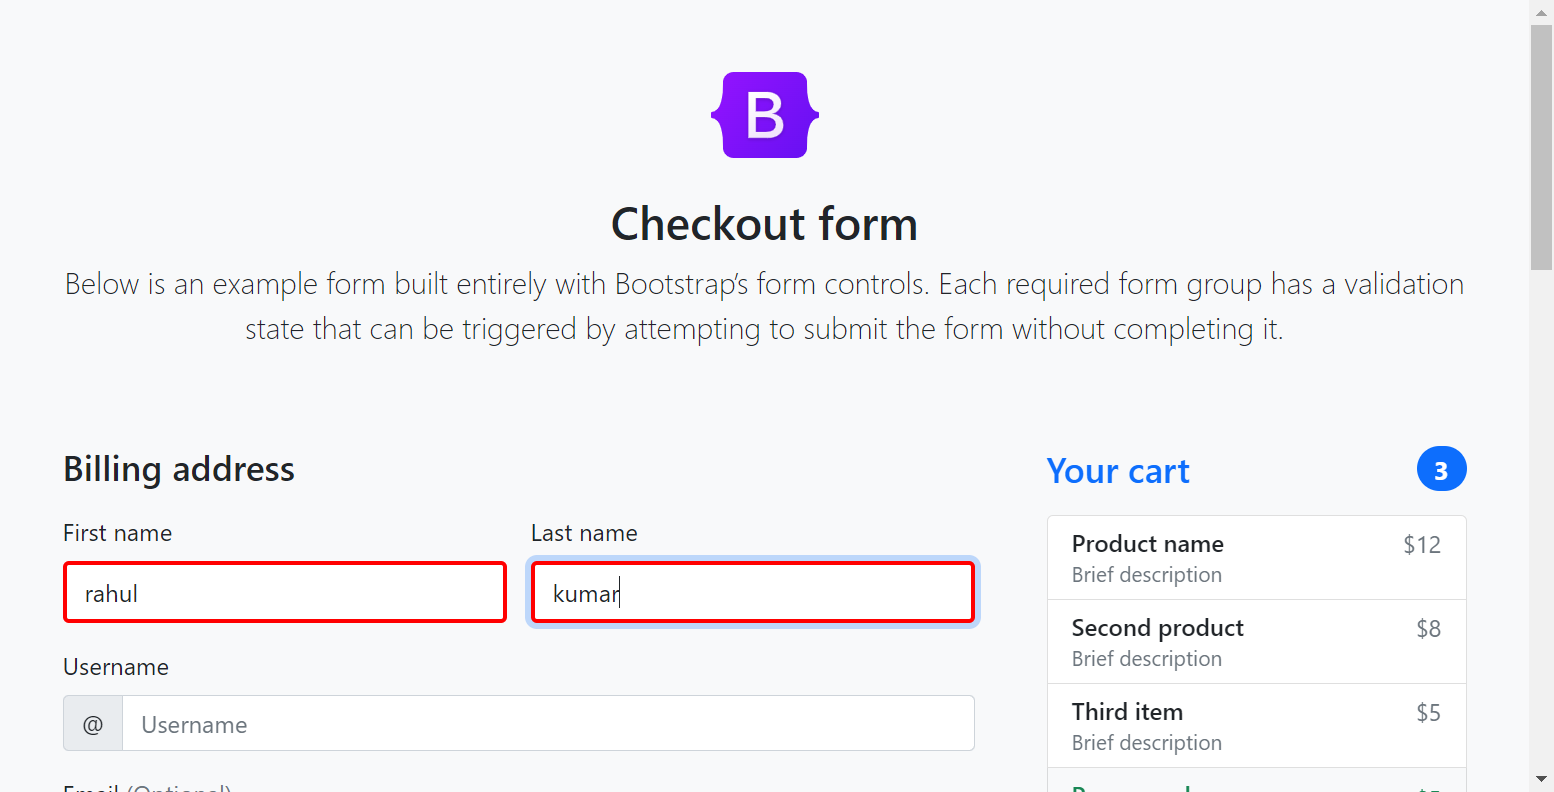 B
Checkout form
Below is an example form built entirely with Bootstrap’s form controls. Each required form group has a validation
state that can be triggered by attempting to submit the form without completing it.
Billing address
First name
Last name
rahul
kumar
Username
@
Username
Email (Optional)
Your cart
3
Product name
$12
Brief description
Second product
$8
Brief description
Third item
$5
Brief description